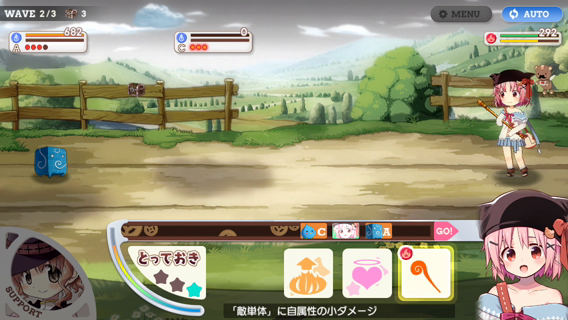 WAVE 2/3 3
MENU
AUTO
682
A
0
C
292
C A GO!
とっておき
SUPPORT
「敵単体」に自属性の小ダメージ